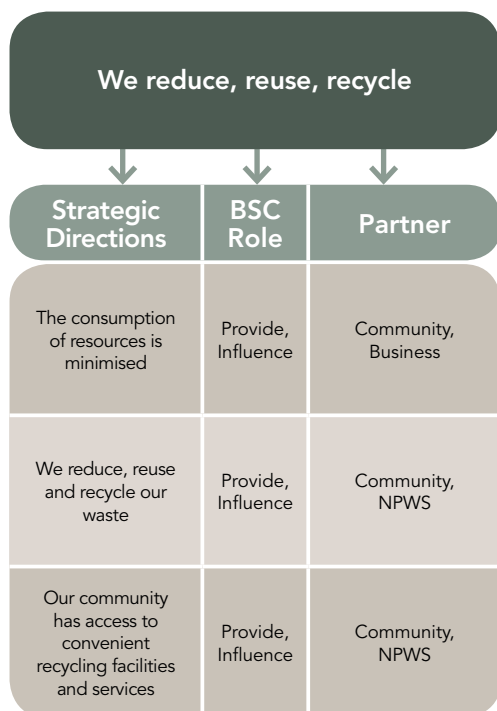 We reduce, reuse, recycle
Strategic
Directions
BSC
Role
Partner
The consumption
of resources is
minimised
Provide,
Influence
Community,
Business
We reduce, reuse
and recycle our
waste
Provide,
Influence
Community,
NPWS
Our community
has access to
convenient
recycling facilities
and services
Provide,
Influence
Community,
NPWS